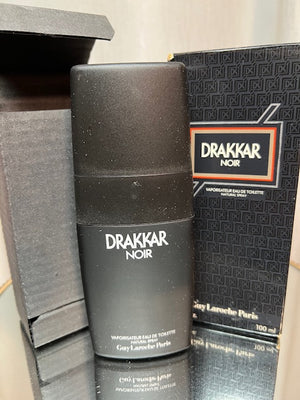 DRAKKAR
NOIR
VAPORISATEUR EAU DE TOILETTE
NATURAL SPRAY
Guy Laroche Paris
DRAKKAR
NOIR
VAPORISATEUR EAU DE TOILETTE
NATURAL SPRAY
Guy Laroche Paris
100 ml